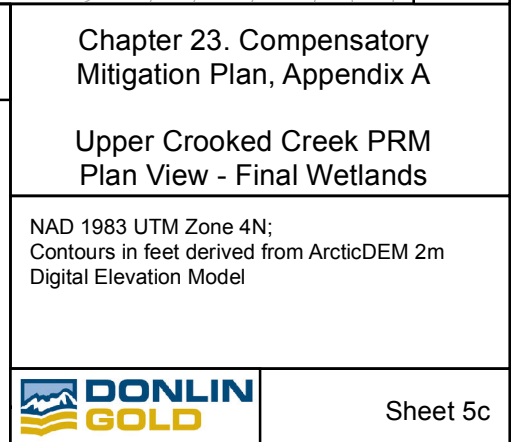 Chapter 23. Compensatory
Mitigation Plan, Appendix A
Upper Crooked Creek PRM
Plan View - Final Wetlands
NAD 1983 UTM Zone 4N;
Contours in feet derived from ArcticDEM 2m
Digital Elevation Model
DONLIN
GOLD
Sheet 5c